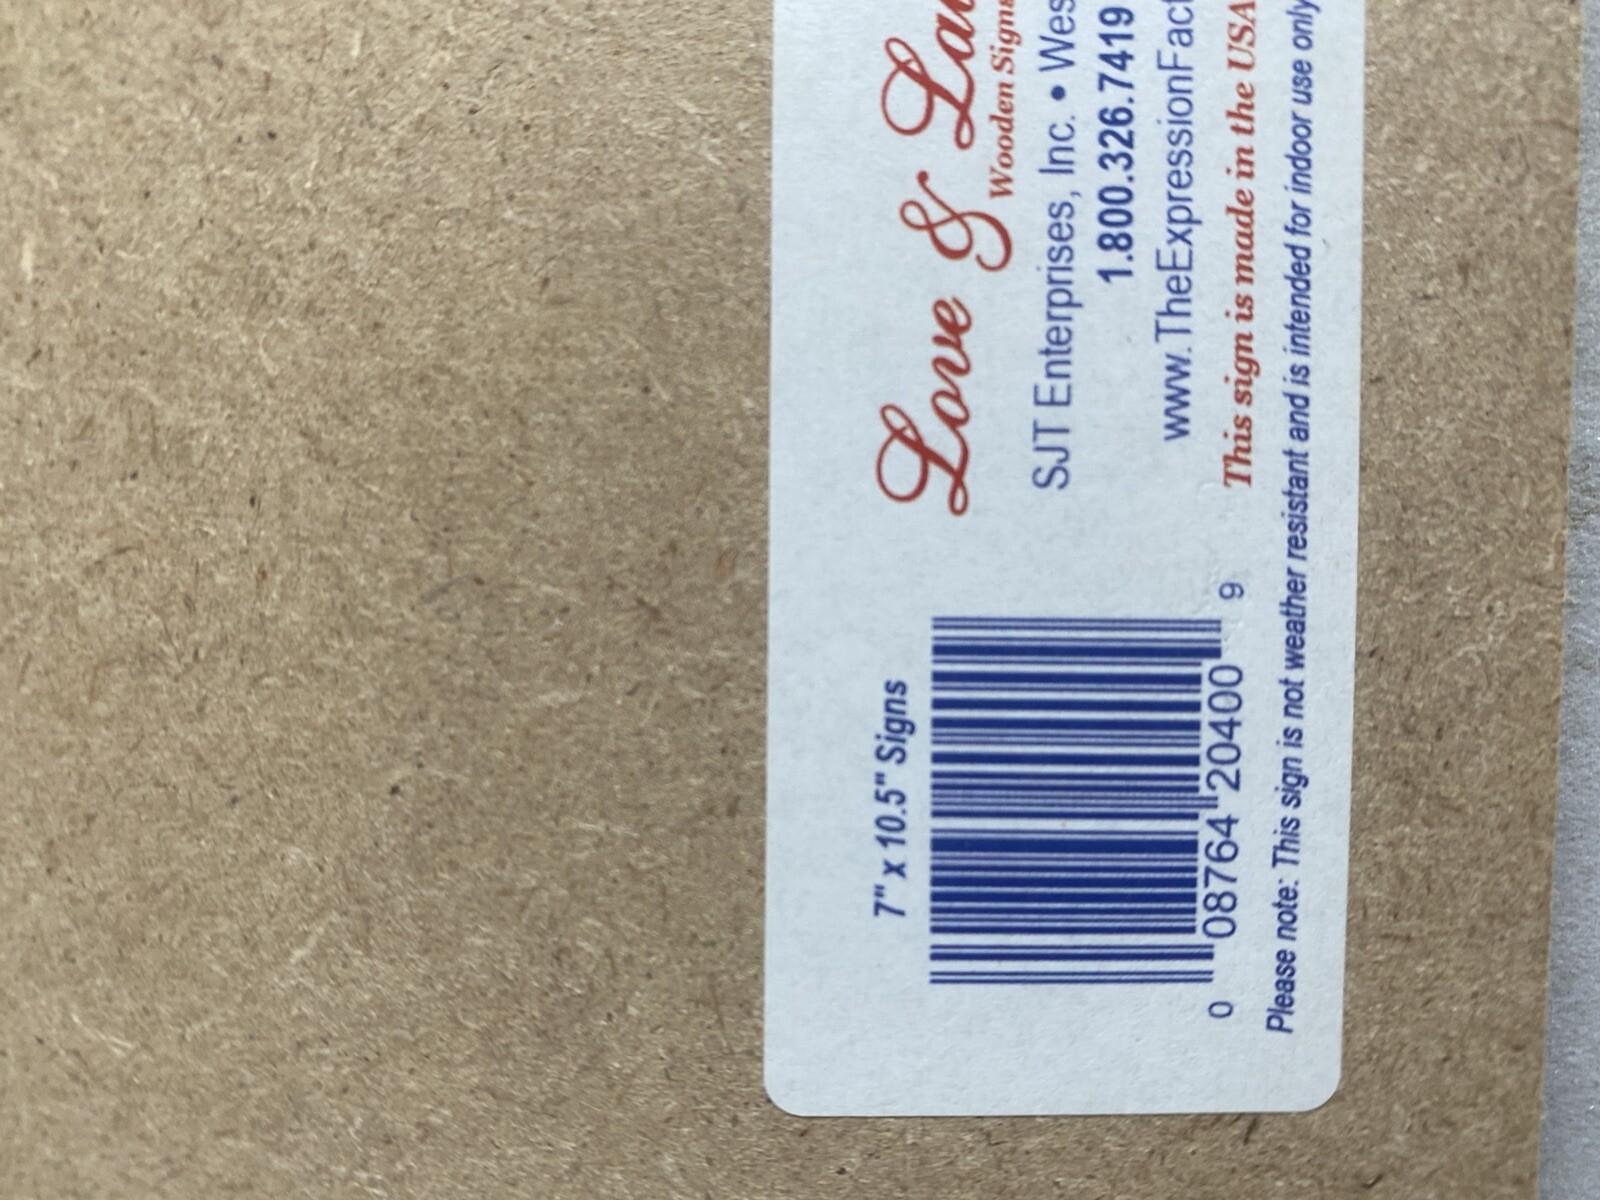 7" x 10.5" Signs
0 08764 20400 9
Love &
Wooden Signs
SJT Enterprises, Inc. •
1.800.326.7419
www.TheExpressionFact
This sign is made in the USA
Please note: This sign is not weather resistant and is intended for indoor use only